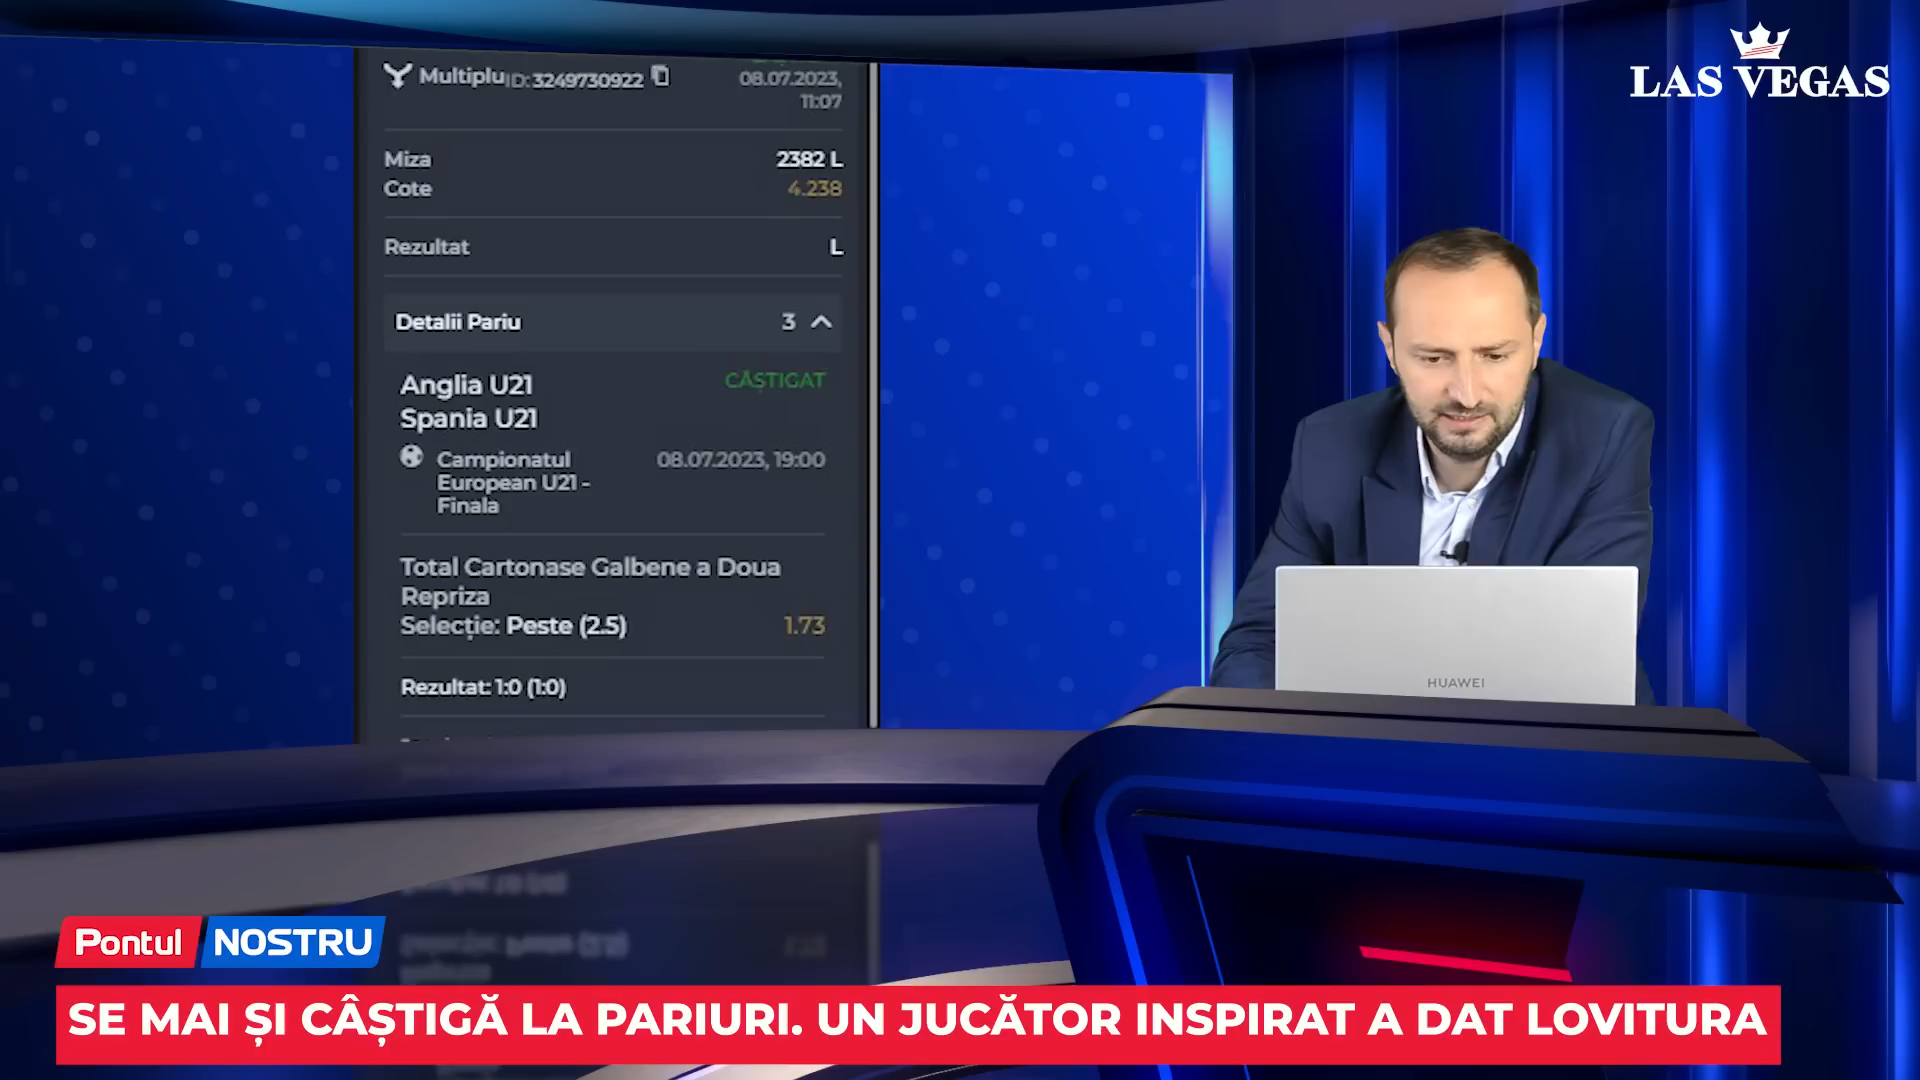 Multiplu ID: 3249730922 08.07.2023,
11:07
Miza 2382 L
Cote 4.238
Rezultat L
Detalii Pariu 3
Anglia U21 CÂȘTIGAT
Spania U21
Campionatul 08.07.2023, 19:00
European U21 -
Finala
Total Cartonase Galbene a Doua
Repriza
Selecție: Peste (2.5) 1.73
Rezultat: 1:0 (1:0)
LAS VEGAS
HUAWEI
Pontul NOSTRU
SE MAI ȘI CÂȘTIGĂ LA PARIURI. UN JUCĂTOR INSPIRAT A DAT LOVITURA